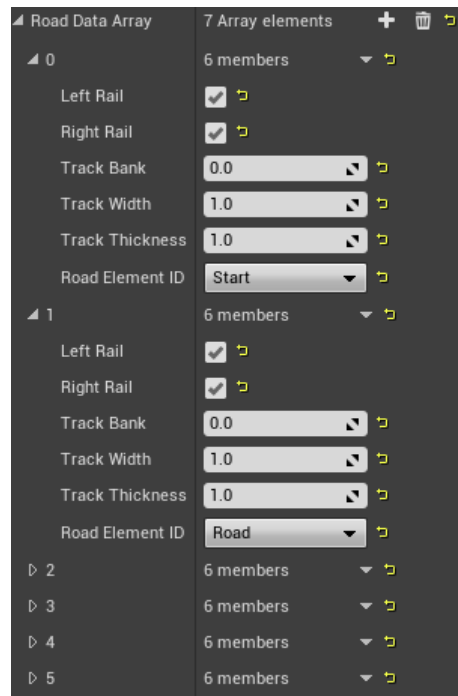 Road Data Array 7 Array elements
0 6 members
Left Rail
Right Rail
Track Bank 0.0
Track Width 1.0
Track Thickness 1.0
Road Element ID Start
1 6 members
Left Rail
Right Rail
Track Bank 0.0
Track Width 1.0
Track Thickness 1.0
Road Element ID Road
2 6 members
3 6 members
4 6 members
5 6 members